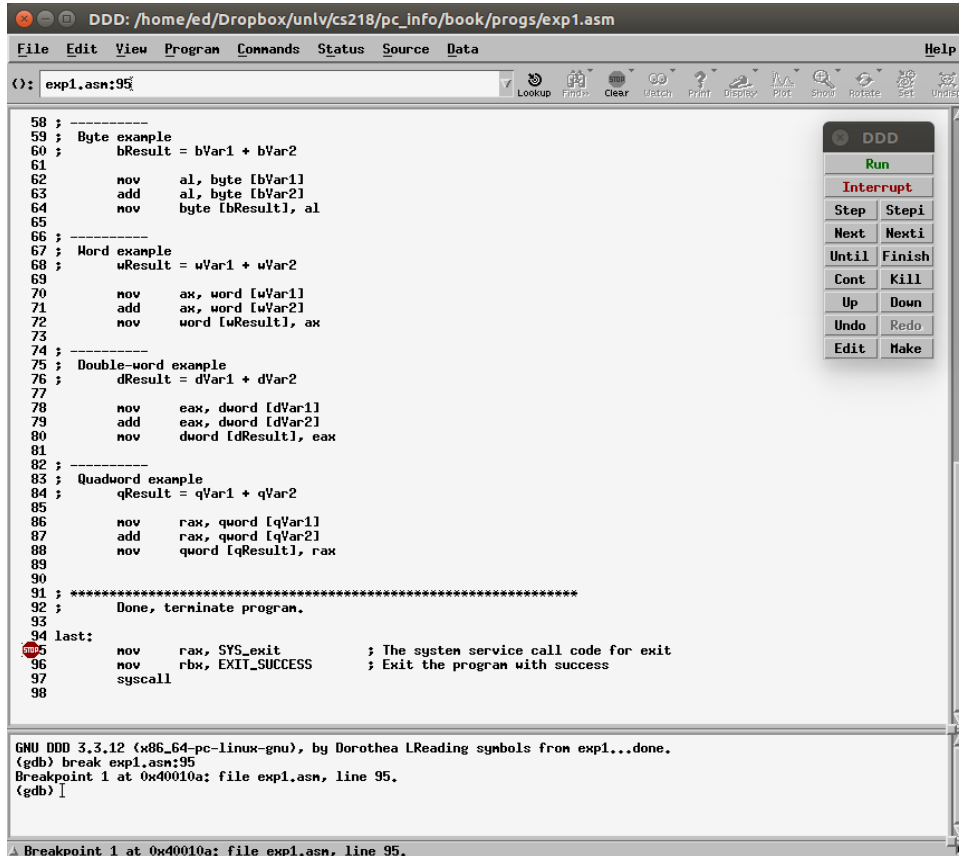 DDD: /home/ed/Dropbox/unlv/cs218/pc_info/book/progs/exp1.asm
File Edit View Program Commands Status Source Data Help
(): exp1.asm:95
Lookup Find» Clear Watch Print Display Plot Show Rotate Set Undisp
58 ; ----------
59 ; Byte example
60 ; bResult = bVar1 + bVar2
61
62 mov al, byte [bVar1]
63 add al, byte [bVar2]
64 mov byte [bResult], al
65
66 ; ----------
67 ; Word example
68 ; wResult = wVar1 + wVar2
69
70 mov ax, word [wVar1]
71 add ax, word [wVar2]
72 mov word [wResult], ax
73
74 ; ----------
75 ; Double-word example
76 ; dResult = dVar1 + dVar2
77
78 mov eax, dword [dVar1]
79 add eax, dword [dVar2]
80 mov dword [dResult], eax
81
82 ; ----------
83 ; Quadword example
84 ; qResult = qVar1 + qVar2
85
86 mov rax, qword [qVar1]
87 add rax, qword [qVar2]
88 mov qword [qResult], rax
89
90
91 ; *****************************************************************
92 ; Done, terminate program.
93
94 last:
STOP 5 mov rax, SYS_exit ; The system service call code for exit
96 mov rbx, EXIT_SUCCESS ; Exit the program with success
97 syscall
98
DDD
Run
Interrupt
Step Stepi
Next Nexti
Until Finish
Cont Kill
Up Down
Undo Redo
Edit Make
GNU DDD 3.3.12 (x86_64-pc-linux-gnu), by Dorothea LReading symbols from exp1...done.
(gdb) break exp1.asm:95
Breakpoint 1 at 0x40010a: file exp1.asm, line 95.
(gdb)
Breakpoint 1 at 0x40010a: file exp1.asm, line 95.